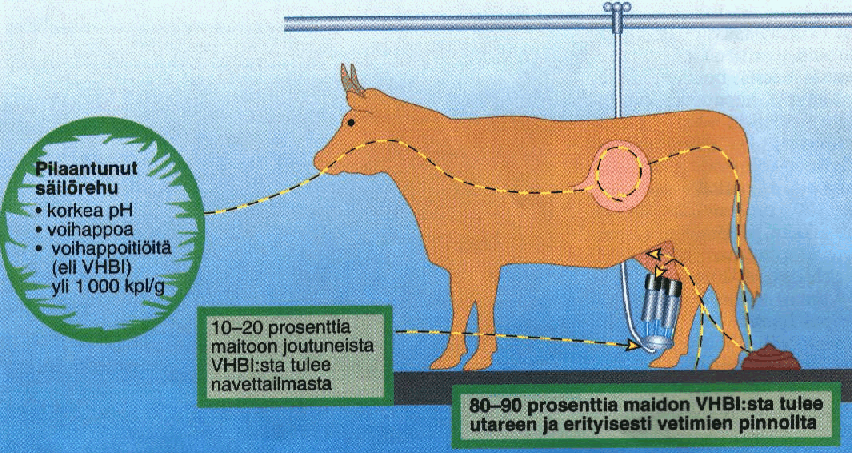 Pilaantunut
säilörehu
• korkea pH
• voihappoa
• voihappoitiöitä
(eli VHBI)
yli 1 000 kpl/g
10–20 prosenttia
maitoon joutuneista
VHBI:sta tulee
navettailmasta
80–90 prosenttia maidon VHBI:sta tulee
utareen ja erityisesti vetimien pinnoilta